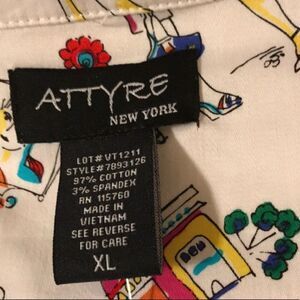 ATTYRE
NEW YORK
LOT# VT1211
STYLE# 7893126
97% COTTON
3% SPANDEX
RN 115760
MADE IN
VIETNAM
SEE REVERSE
FOR CARE
XL